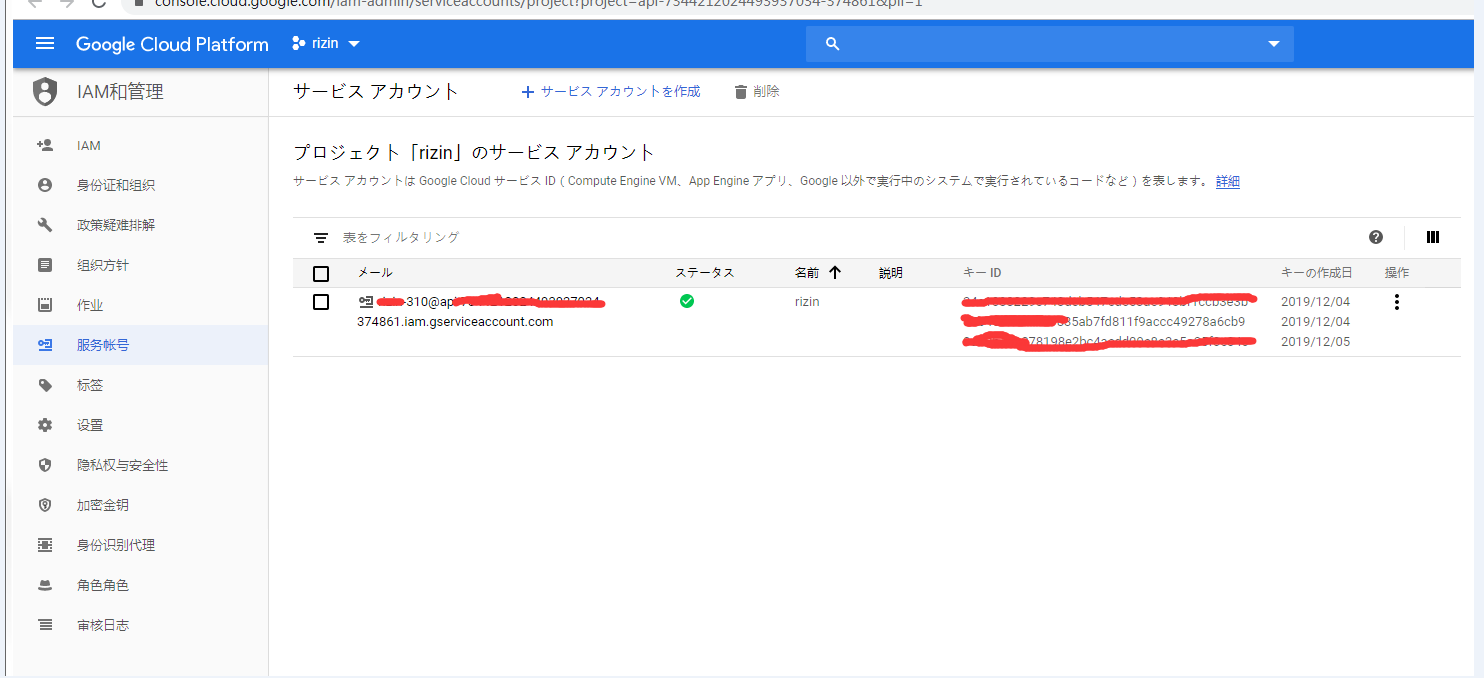 console.cloud.google.com/iam-admin/serviceaccounts/project?project=api-7344212024493937034-374861&pli=1
Google Cloud Platform
rizin
IAM和管理
サービス アカウント
サービス アカウントを作成
削除
IAM
身份证和组织
政策疑难排解
组织方针
作业
服务帐号
标签
设置
隐私权与安全性
加密金钥
身份识别代理
角色角色
审核日志
プロジェクト「rizin」のサービス アカウント
サービス アカウントは Google Cloud サービス ID ( Compute Engine VM、App Engine アプリ、Google 以外で実行中のシステムで実行されているコードなど ) を表します。 詳細
表をフィルタリング
メール ステータス 名前 説明 キー ID キーの作成日 操作
-310@api rizin 2019/12/04
374861.iam.gserviceaccount.com 35ab7fd811f9accc49278a6cb9 2019/12/04
2019/12/05